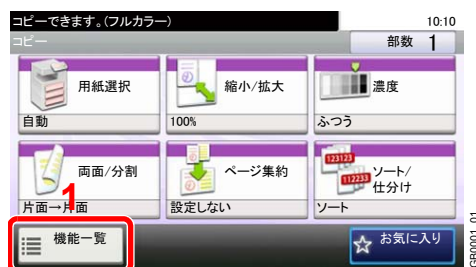 コピーできます。(フルカラー)
10:10
コピー
部数 1
用紙選択
自動
縮小/拡大
100%
濃度
ふつう
両面/分割
片面→片面
1
ページ集約
設定しない
123123
112233
ソート/
仕分け
ソート
機能一覧
お気に入り
GB0001_01